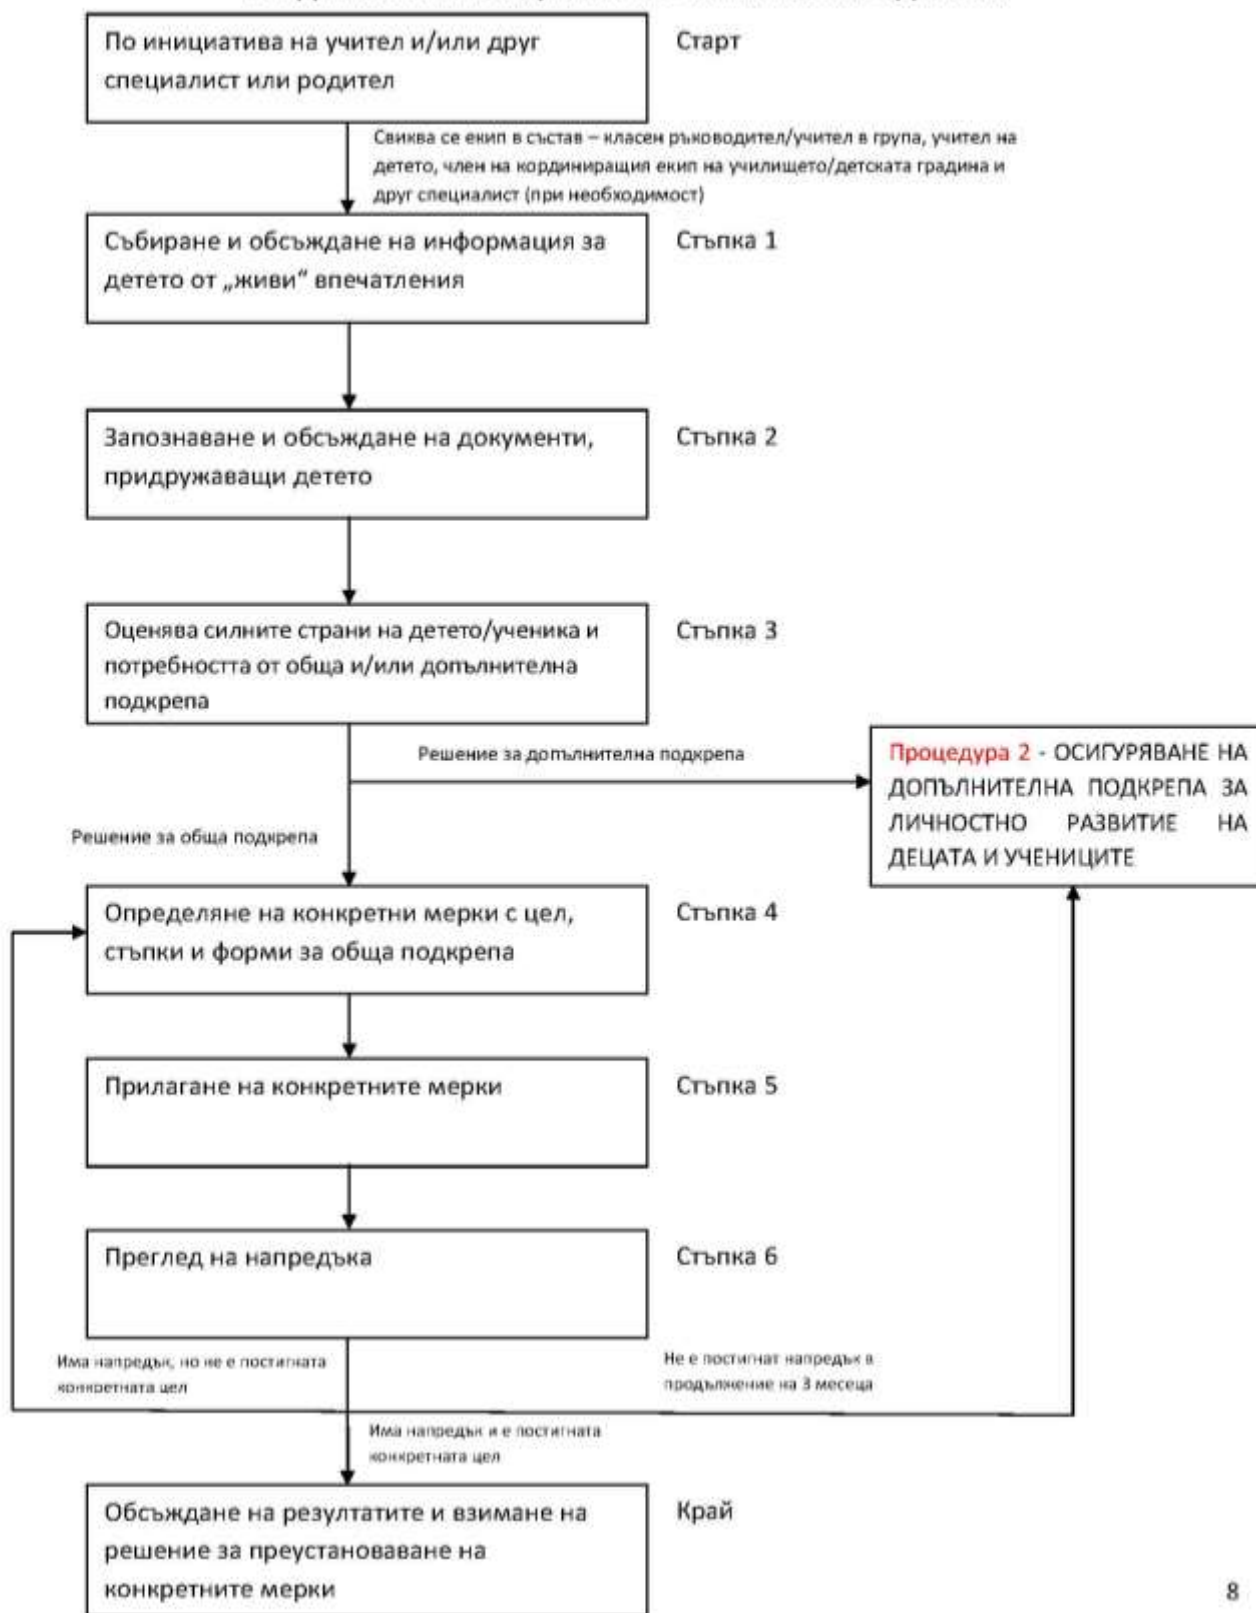 По инициатива на учител и/или друг
специалист или родител
Старт
Свиква се екип в състав – класен ръководител/учител в група, учител на
детето, член на кординиращия екип на училището/детската градина и
друг специалист (при необходимост)
Събиране и обсъждане на информация за
детето от „живи“ впечатления
Стъпка 1
Запознаване и обсъждане на документи,
придружаващи детето
Стъпка 2
Оценява силните страни на детето/ученика и
потребността от обща и/или допълнителна
подкрепа
Стъпка 3
Решение за допълнителна подкрепа
Процедура 2 - ОСИГУРЯВАНЕ НА
ДОПЪЛНИТЕЛНА ПОДКРЕПА ЗА
ЛИЧНОСТНО РАЗВИТИЕ НА
ДЕЦАТА И УЧЕНИЦИТЕ
Решение за обща подкрепа
Определяне на конкретни мерки с цел,
стъпки и форми за обща подкрепа
Стъпка 4
Прилагане на конкретните мерки
Стъпка 5
Преглед на напредъка
Стъпка 6
Има напредък, но не е постигната
конкретната цел
Не е постигнат напредък в
продължение на 3 месеца
Има напредък и е постигната
конкретната цел
Обсъждане на резултатите и взимане на
решение за преустановаване на
конкретните мерки
Край
8